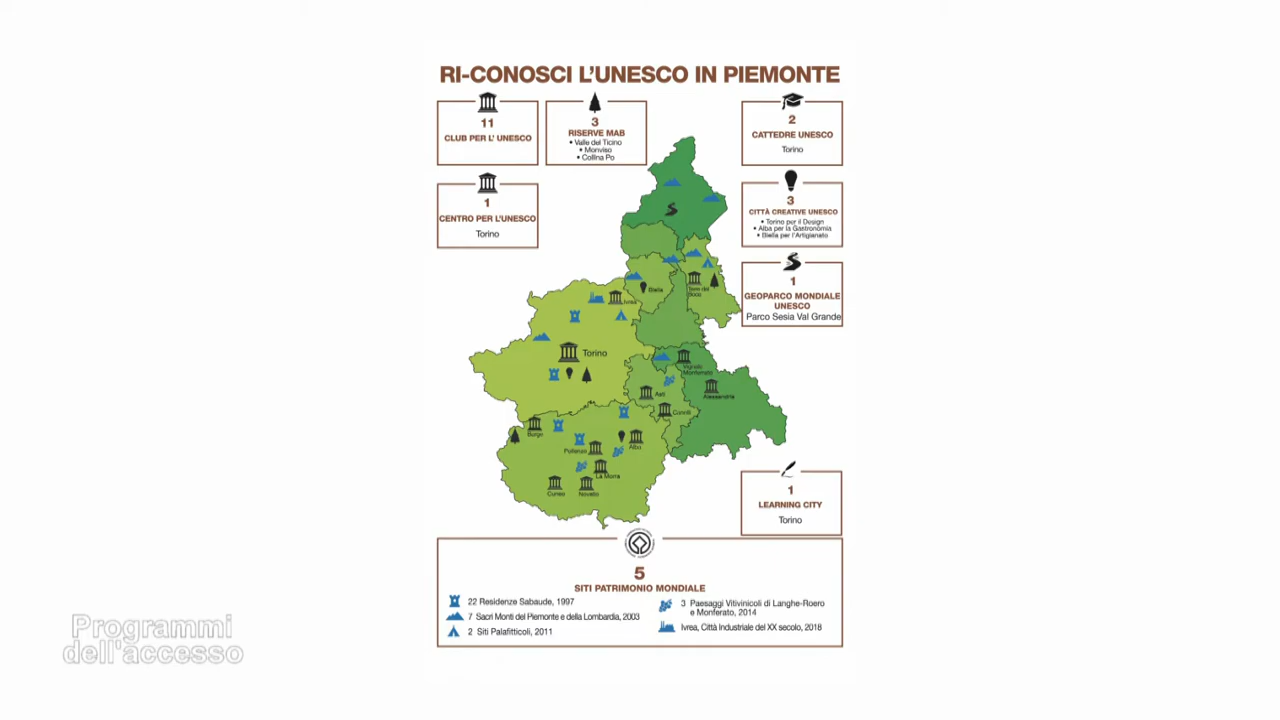 RI-CONOSCI L'UNESCO IN PIEMONTE
11
CLUB PER L' UNESCO
3
RISERVE MAB
• Valle del Ticino
• Monviso
• Collina Po
2
CATTEDRE UNESCO
Torino
1
CENTRO PER L'UNESCO
Torino
3
CITTÀ CREATIVE UNESCO
• Torino per il Design
• Alba per la Gastronomia
• Biella per l'Artigianato
1
GEOPARCO MONDIALE
UNESCO
Parco Sesia Val Grande
Biella
Ivrea
Torino
Vignale
Monferrato
Asti
Alessandria
Canelli
Borgo
Pollenzo
Alba
La Morra
Cuneo
Novello
1
LEARNING CITY
Torino
5
SITI PATRIMONIO MONDIALE
22 Residenze Sabaude, 1997
7 Sacri Monti del Piemonte e della Lombardia, 2003
2 Siti Palafitticoli, 2011
3 Paesaggi Vitivinicoli di Langhe-Roero
e Monferato, 2014
Ivrea, Città Industriale del XX secolo, 2018
Programmi
dell'accesso